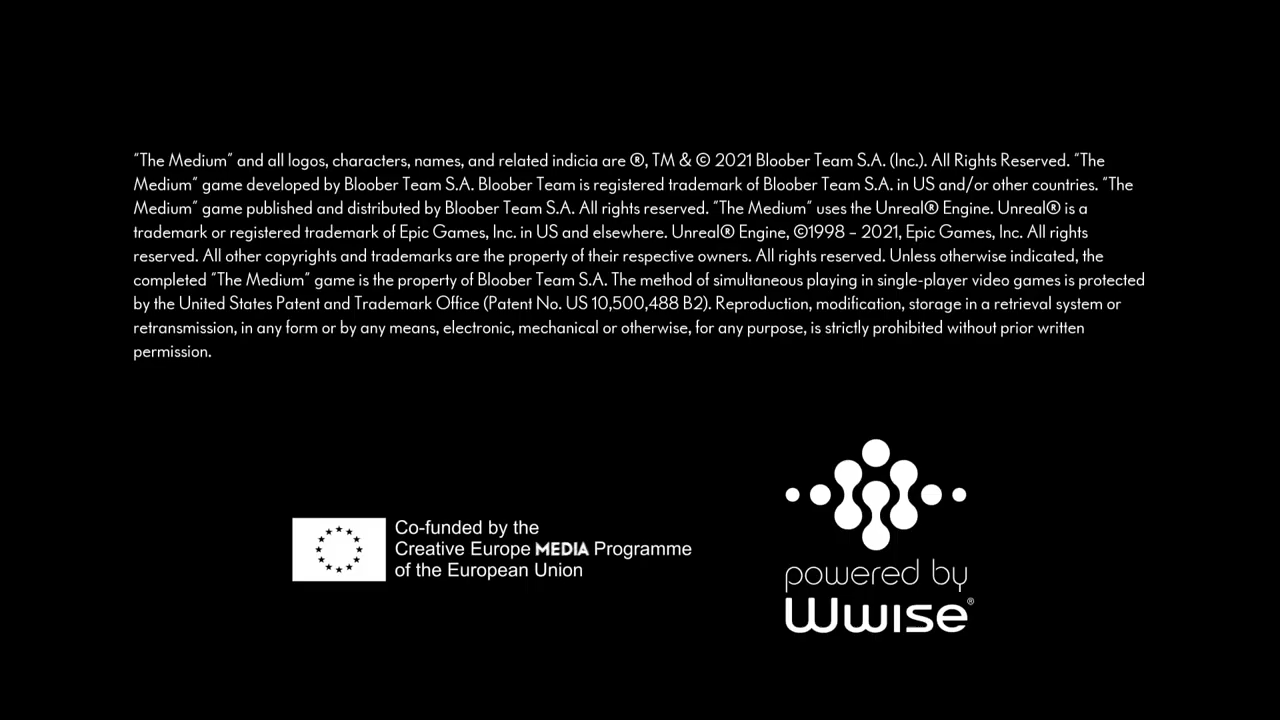 "The Medium" and all logos, characters, names, and related indicia are ®, TM & © 2021 Bloober Team S.A. (Inc.). All Rights Reserved. "The
Medium" game developed by Bloober Team S.A. Bloober Team is registered trademark of Bloober Team S.A. in US and/or other countries. "The
Medium" game published and distributed by Bloober Team S.A. All rights reserved. "The Medium" uses the Unreal® Engine. Unreal® is a
trademark or registered trademark of Epic Games, Inc. in US and elsewhere. Unreal® Engine, ©1998 – 2021, Epic Games, Inc. All rights
reserved. All other copyrights and trademarks are the property of their respective owners. All rights reserved. Unless otherwise indicated, the
completed "The Medium" game is the property of Bloober Team S.A. The method of simultaneous playing in single-player video games is protected
by the United States Patent and Trademark Office (Patent No. US 10,500,488 B2). Reproduction, modification, storage in a retrieval system or
retransmission, in any form or by any means, electronic, mechanical or otherwise, for any purpose, is strictly prohibited without prior written
permission.
Co-funded by the
Creative Europe MEDIA Programme
of the European Union
powered by
Wwise®